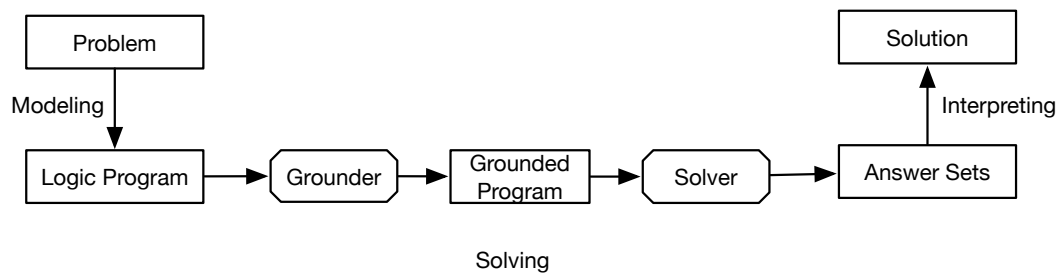 Problem
Solution
Modeling
Interpreting
Logic Program
Grounder
Grounded
Program
Solver
Answer Sets
Solving